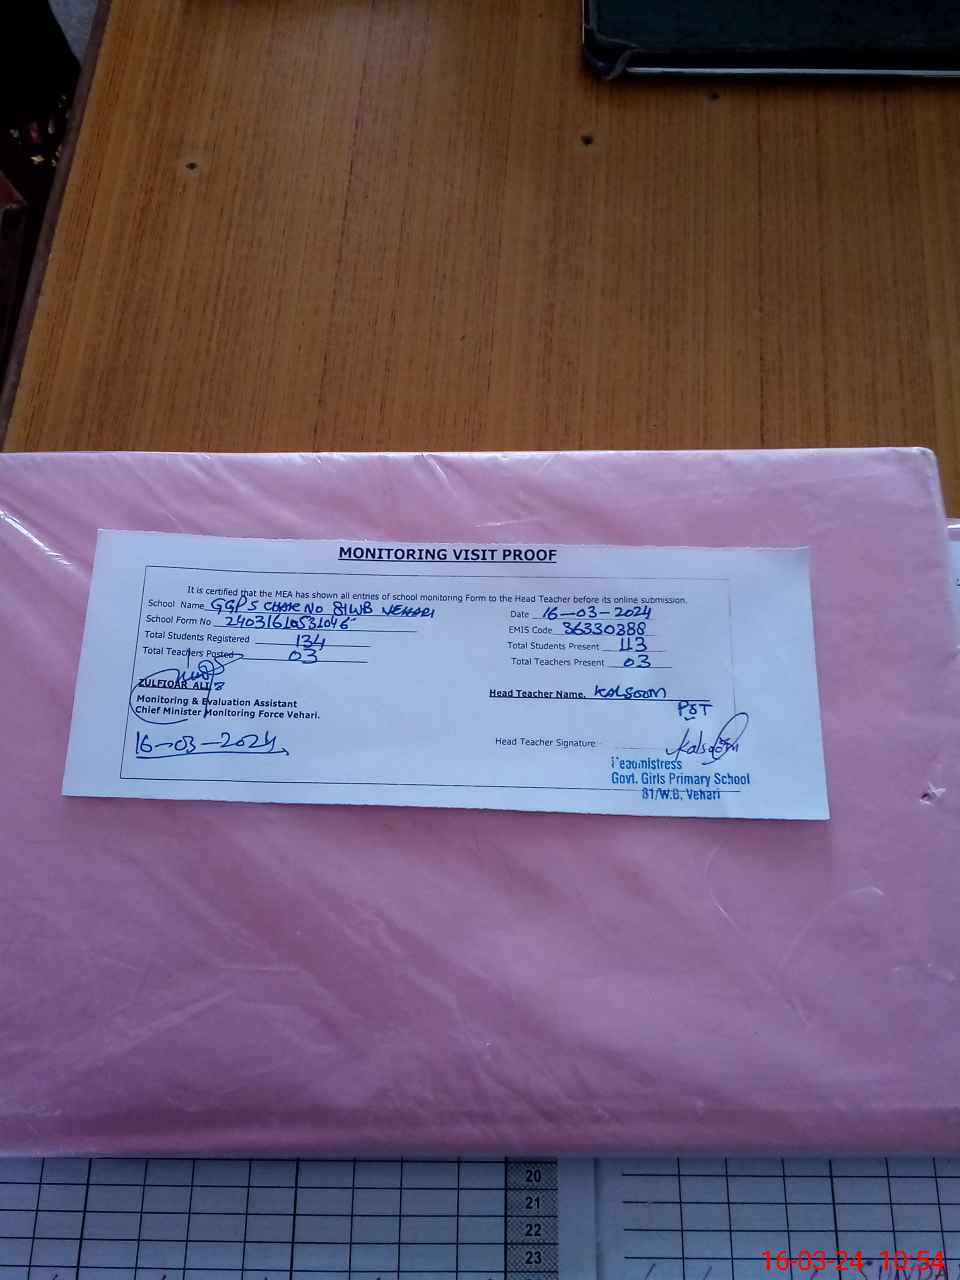 MONITORING VISIT PROOF
It is certified that the MEA has shown all entries of school monitoring Form to the Head Teacher before its online submission.
School Name GGPS CHAK NO 81WB VEHARI
Date 16-03-2024
School Form No
EMIS Code 36330388
Total Students Registered 134
Total Students Present 113
Total Teachers Posted 03
Total Teachers Present 03
ZULFIQAR ALI
Monitoring & Evaluation Assistant
Chief Minister Monitoring Force Vehari.
16-03-2024
Head Teacher Name. Kalsoom
PST
Head Teacher Signature Kalsoom
Headmistress
Govt. Girls Primary School
81/W.B. Vehari
20
21
22
23
16-03-24 10:54